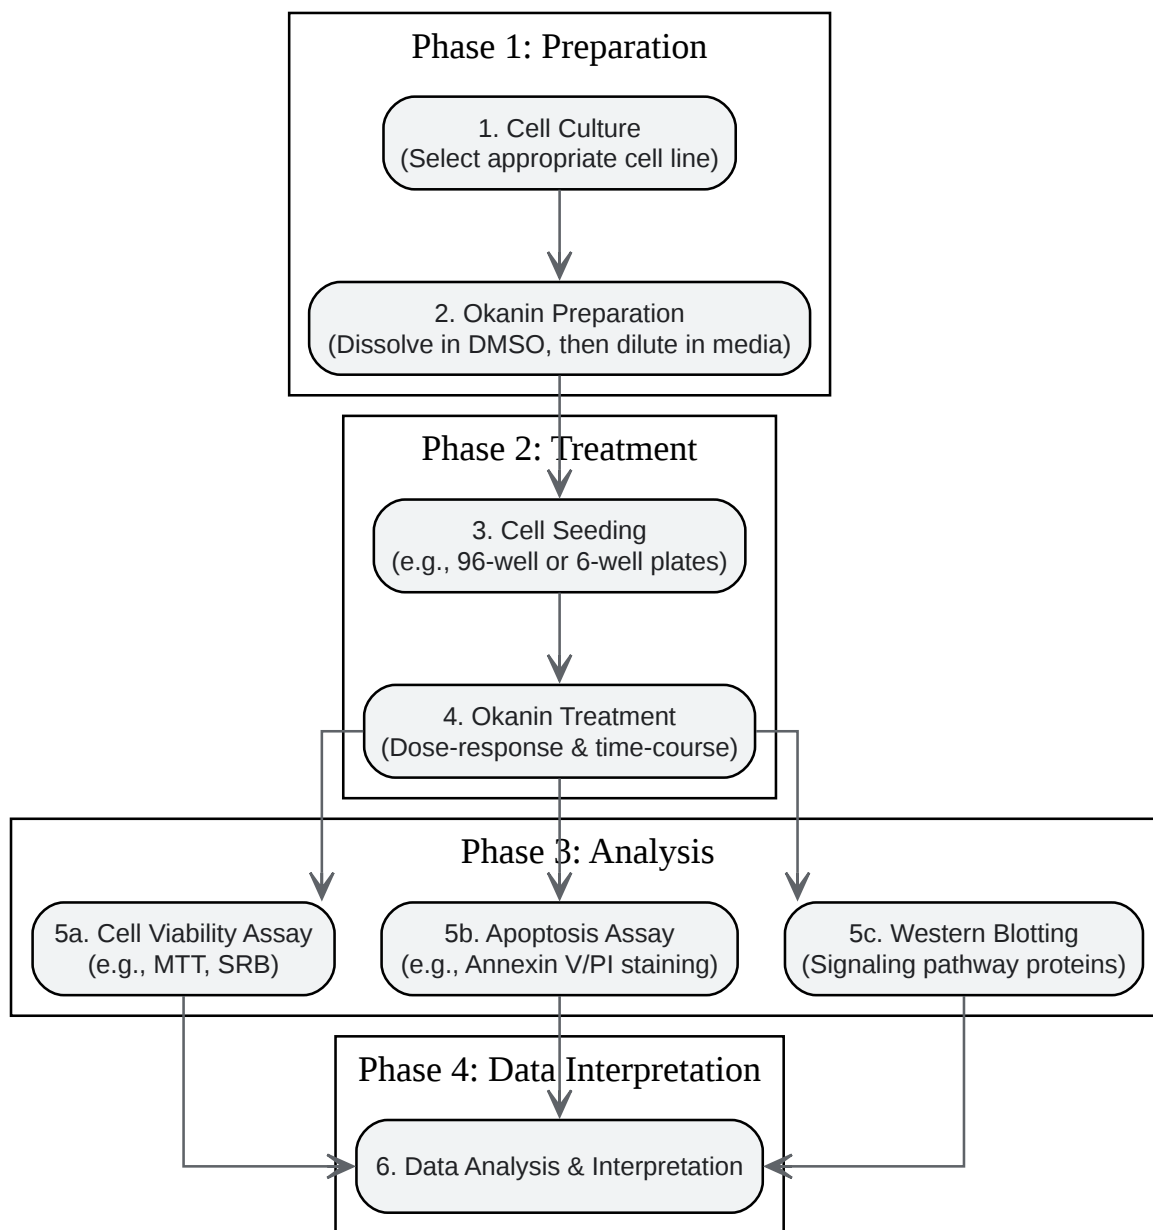 Phase 1: Preparation
1. Cell Culture
(Select appropriate cell line)
2. Okanin Preparation
(Dissolve in DMSO, then dilute in media)
Phase 2: Treatment
3. Cell Seeding
(e.g., 96-well or 6-well plates)
4. Okanin Treatment
(Dose-response & time-course)
Phase 3: Analysis
5a. Cell Viability Assay
(e.g., MTT, SRB)
5b. Apoptosis Assay
(e.g., Annexin V/PI staining)
5c. Western Blotting
(Signaling pathway proteins)
Phase 4: Data Interpretation
6. Data Analysis & Interpretation